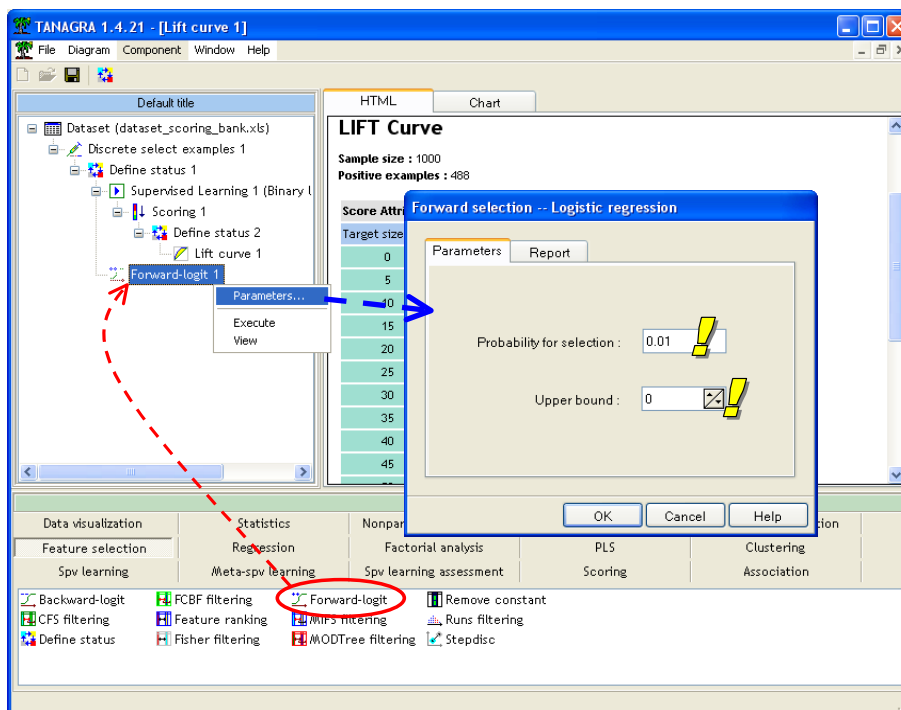 TANAGRA 1.4.21 - [Lift curve 1]
File Diagram Component Window Help
Default title
Dataset (dataset_scoring_bank.xls)
Discrete select examples 1
Define status 1
Supervised Learning 1 (Binary l
Scoring 1
Define status 2
Lift curve 1
Forward-logit 1
Parameters...
Execute
View
HTML Chart
LIFT Curve
Sample size : 1000
Positive examples : 488
Score Attri
Target size
0
5
10
15
20
25
30
35
40
45
Forward selection -- Logistic regression
Parameters Report
Probability for selection : 0.01
Upper bound : 0
OK Cancel Help
Data visualization Statistics Nonpar tion
Feature selection Regression Factorial analysis PLS Clustering
Spv learning Meta-spv learning Spv learning assessment Scoring Association
Backward-logit FCBF filtering Forward-logit Remove constant
CFS filtering Feature ranking MIFS filtering Runs filtering
Define status Fisher filtering MODTree filtering Stepdisc